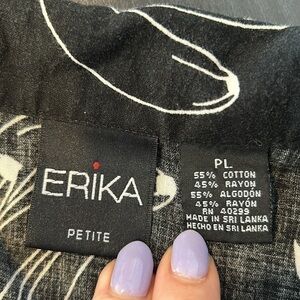 ERIKA
PETITE
PL
55% COTTON
45% RAYON
55% ALGODÓN
45% RAYÓN
RN 40299
MADE IN SRI LANKA
HECHO EN SRI LANKA